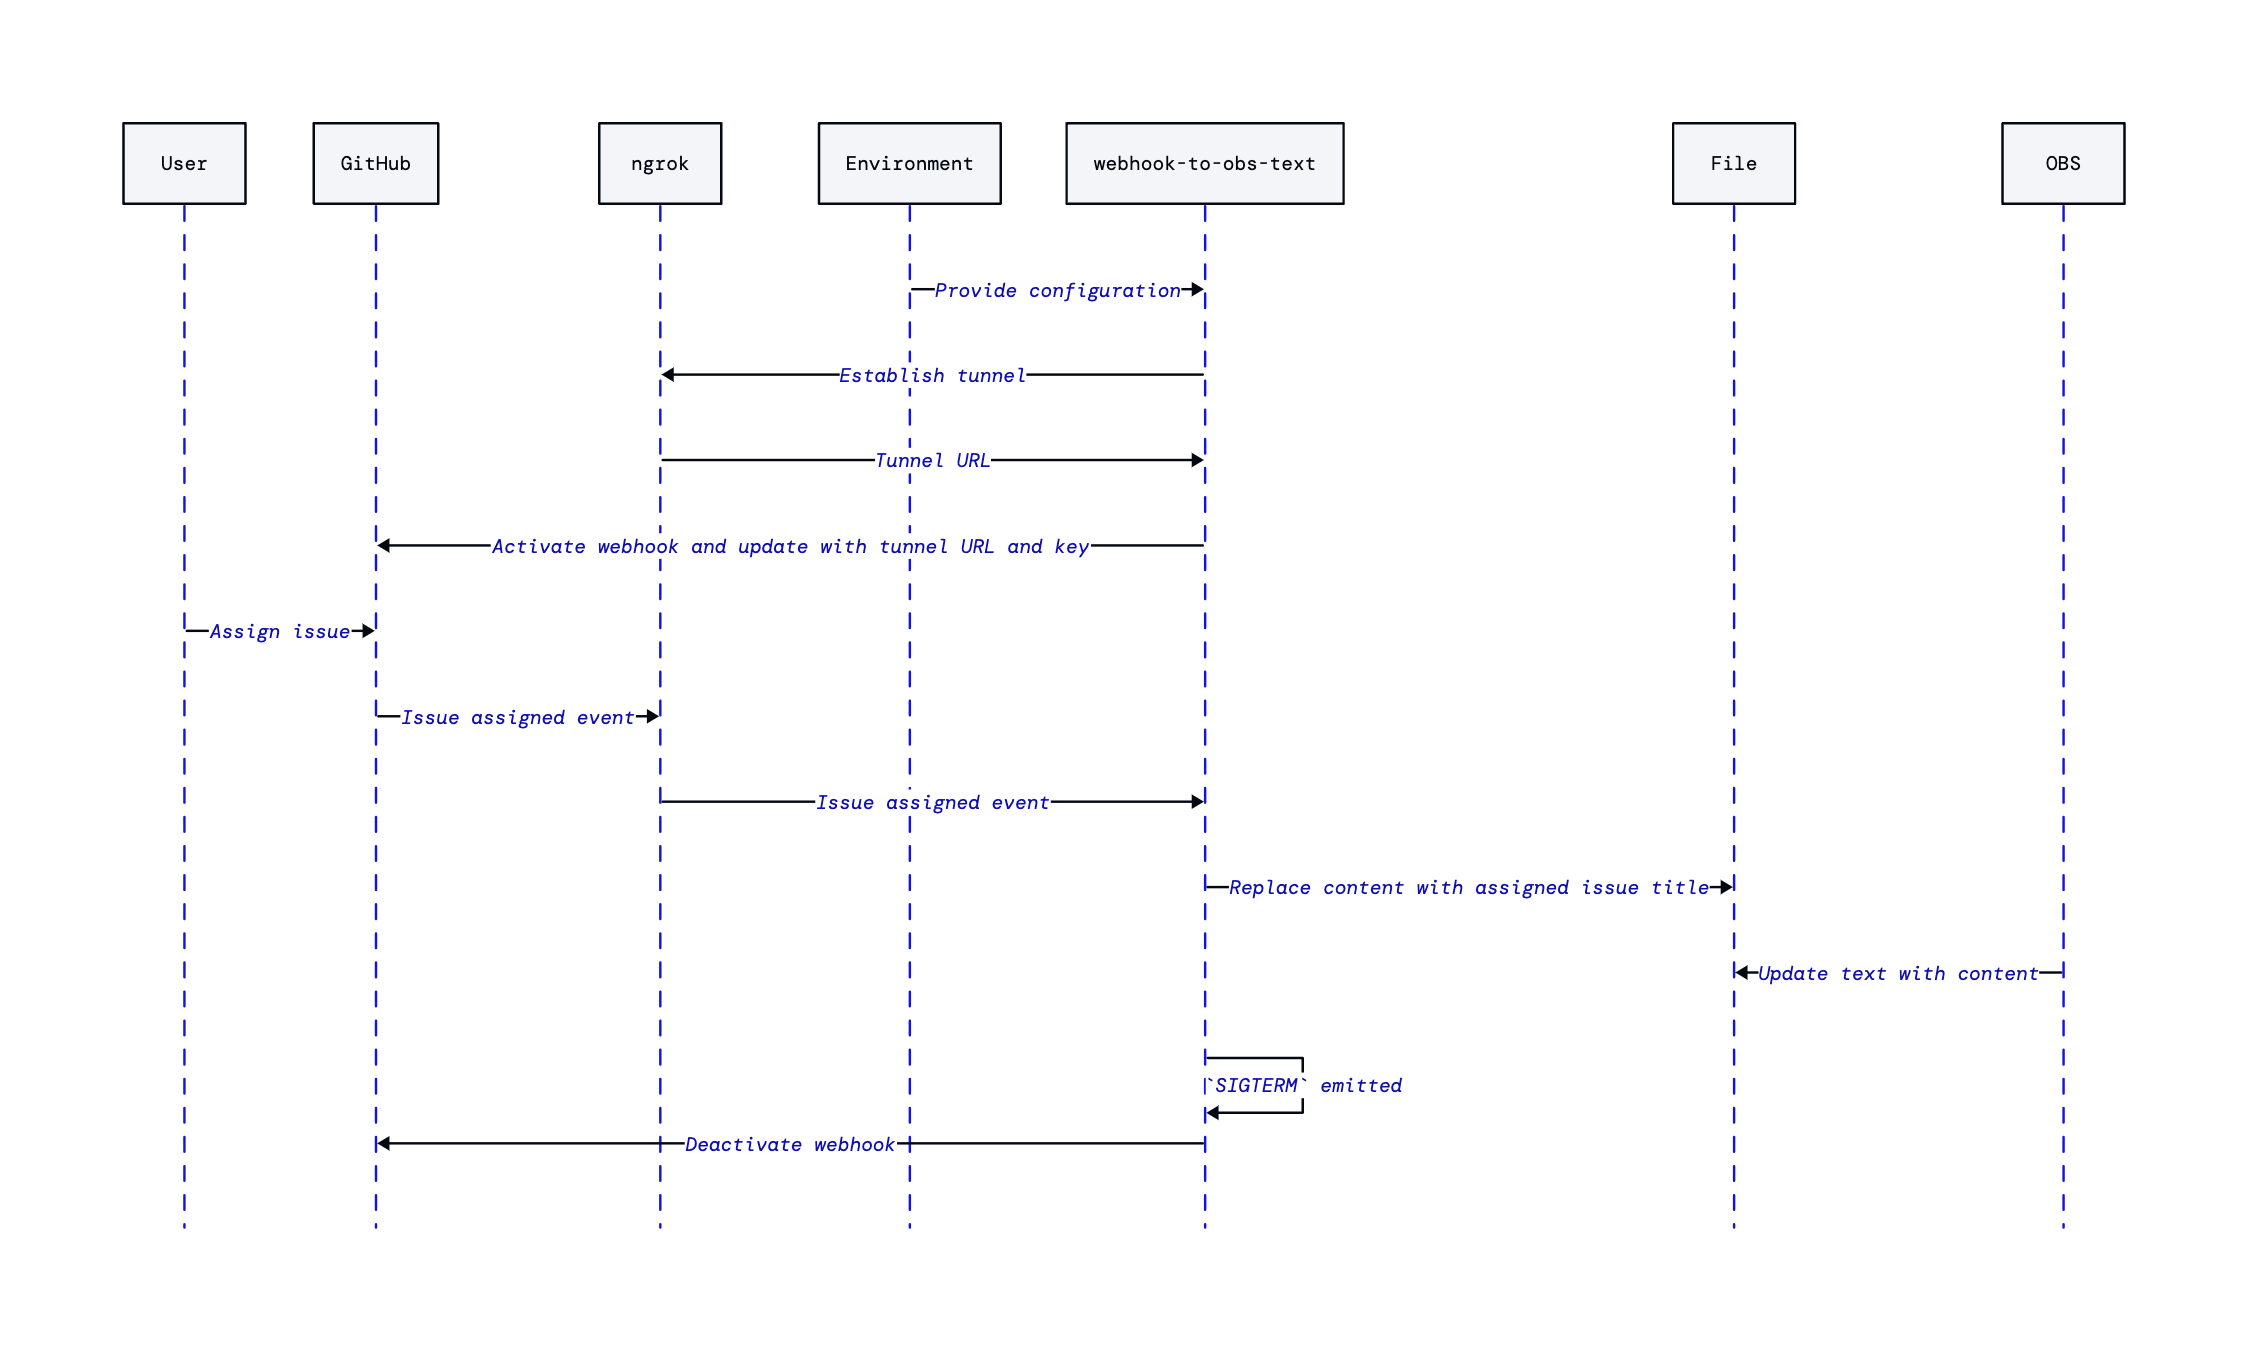 User
GitHub
ngrok
Environment
webhook-to-obs-text
File
OBS
Provide configuration
Establish tunnel
Tunnel URL
Activate webhook and update with tunnel URL and key
Assign issue
Issue assigned event
Issue assigned event
Replace content with assigned issue title
Update text with content
`SIGTERM` emitted
Deactivate webhook